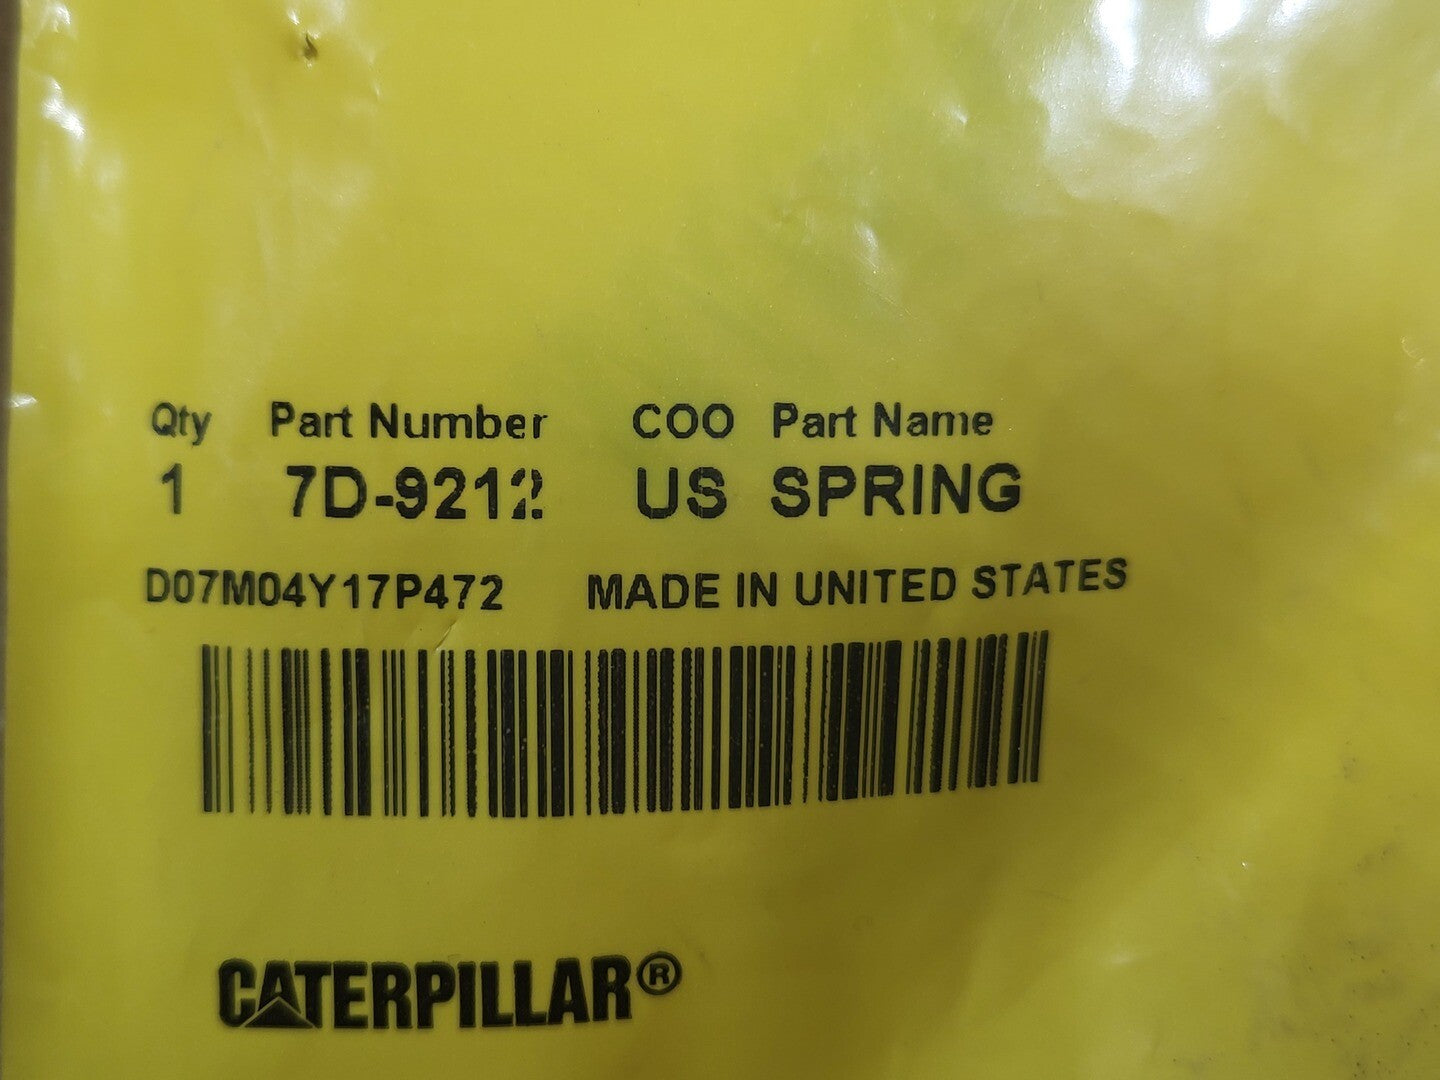 Qty Part Number COO Part Name
1 7D-9212 US SPRING
D07M04Y17P472 MADE IN UNITED STATES
CATERPILLAR®